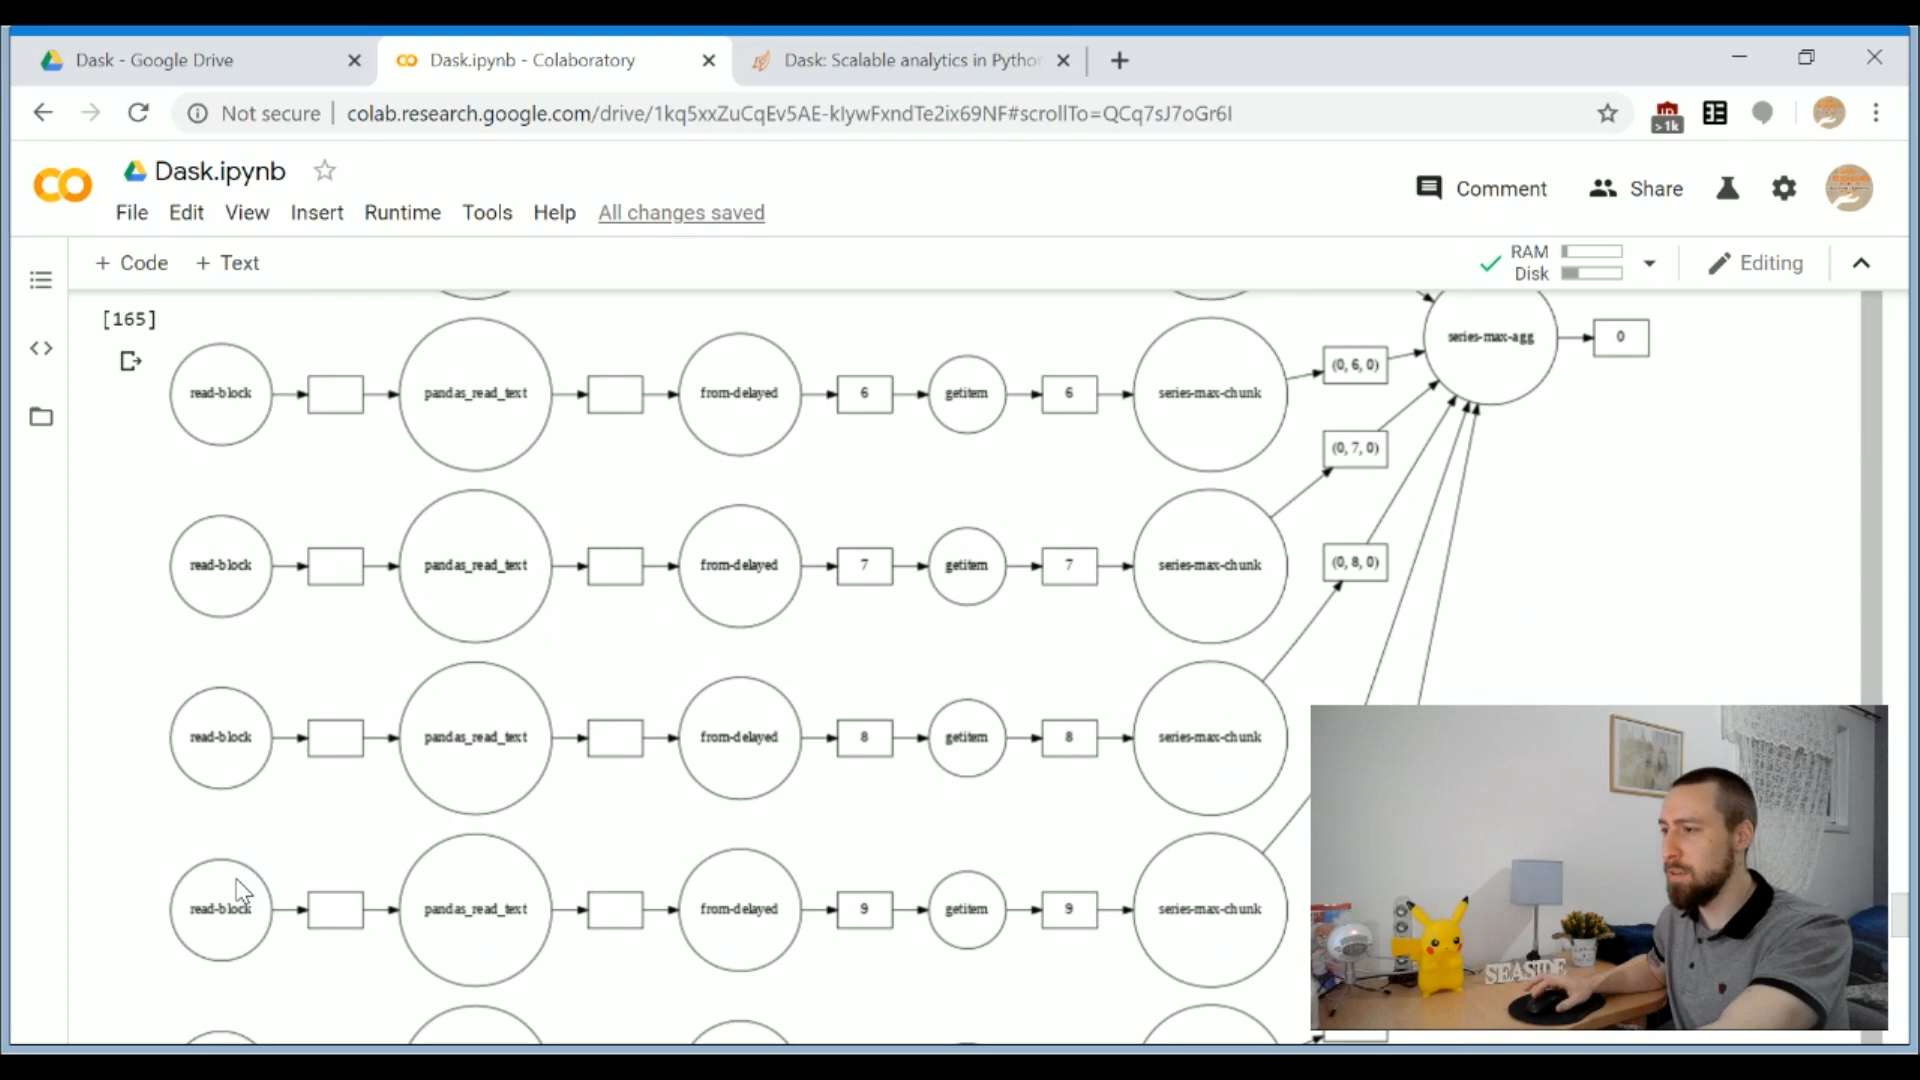 Dask - Google Drive
Dask.ipynb - Colaboratory
Dask: Scalable analytics in Python
Not secure
colab.research.google.com/drive/1kq5xxZuCqEv5AE-kIywFxndTe2ix69NF#scrollTo=QCq7sJ7oGr6I
>1k
Dask.ipynb
Comment
Share
File Edit View Insert Runtime Tools Help All changes saved
+ Code + Text
RAM
Disk
Editing
[165]
series-max-agg
0
read-block
pandas_read_text
from-delayed
6
getitem
6
series-max-chunk
(0, 6, 0)
(0, 7, 0)
read-block
pandas_read_text
from-delayed
7
getitem
7
series-max-chunk
(0, 8, 0)
read-block
pandas_read_text
from-delayed
8
getitem
8
series-max-chunk
read-block
pandas_read_text
from-delayed
9
getitem
9
series-max-chunk
SEASIDE